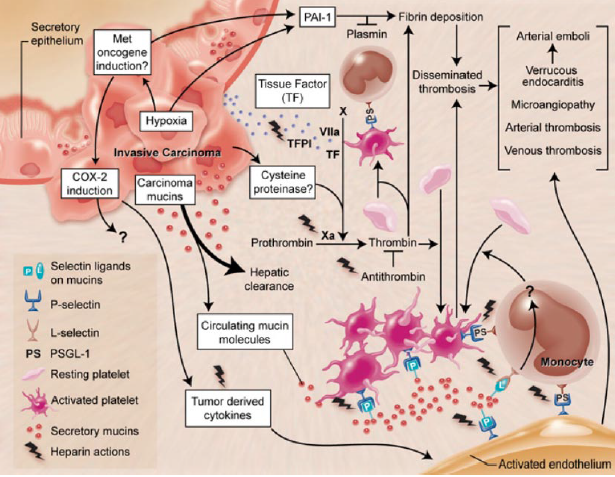 Secretory
epithelium
Met
oncogene
induction?
PAI-1
Fibrin deposition
Plasmin
Arterial emboli
Verrucous
endocarditis
Microangiopathy
Arterial thrombosis
Venous thrombosis
Disseminated
thrombosis
Tissue Factor
(TF)
Hypoxia
X
PS
VIIa
TFPI
TF
Invasive Carcinoma
COX-2
induction
Carcinoma
mucins
Cysteine
proteinase?
?
Prothrombin
Xa
Thrombin
Antithrombin
Hepatic
clearance
P
L
Selectin ligands
on mucins
P-selectin
L-selectin
PS PSGL-1
Resting platelet
Activated platelet
Secretory mucins
Heparin actions
Circulating mucin
molecules
Tumor derived
cytokines
?
PS
Monocyte
P
P
L
PS
P
Activated endothelium